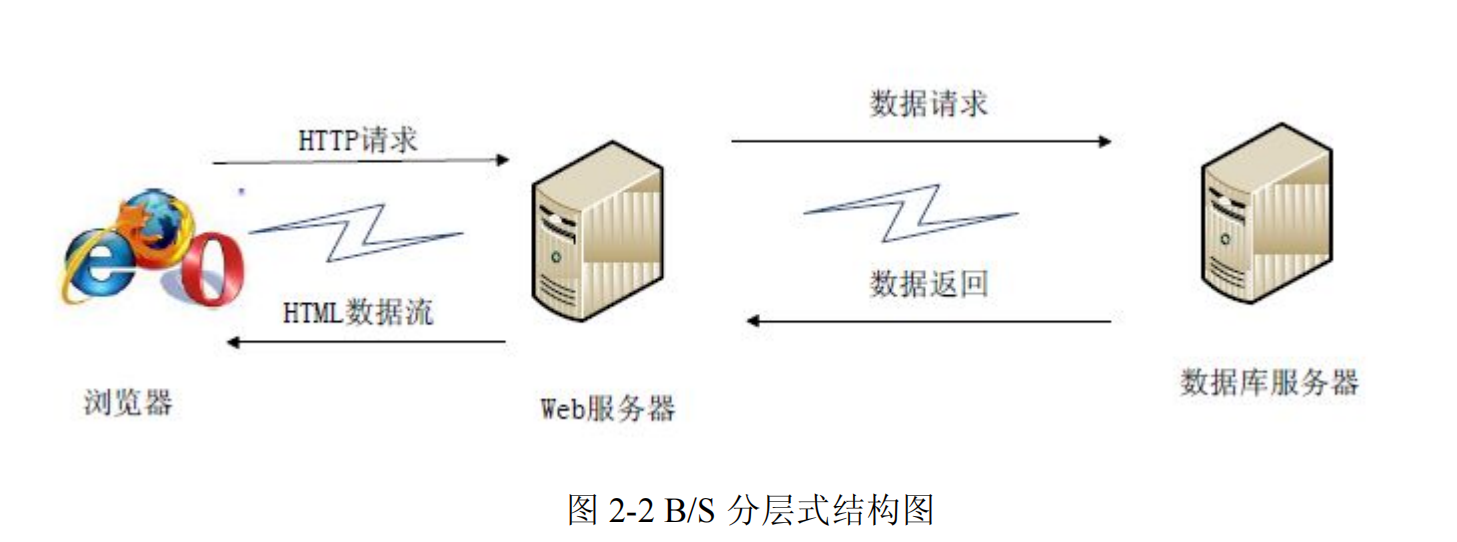 数据请求
HTTP请求
数据返回
HTML数据流
浏览器
Web服务器
数据库服务器
图 2-2 B/S 分层式结构图